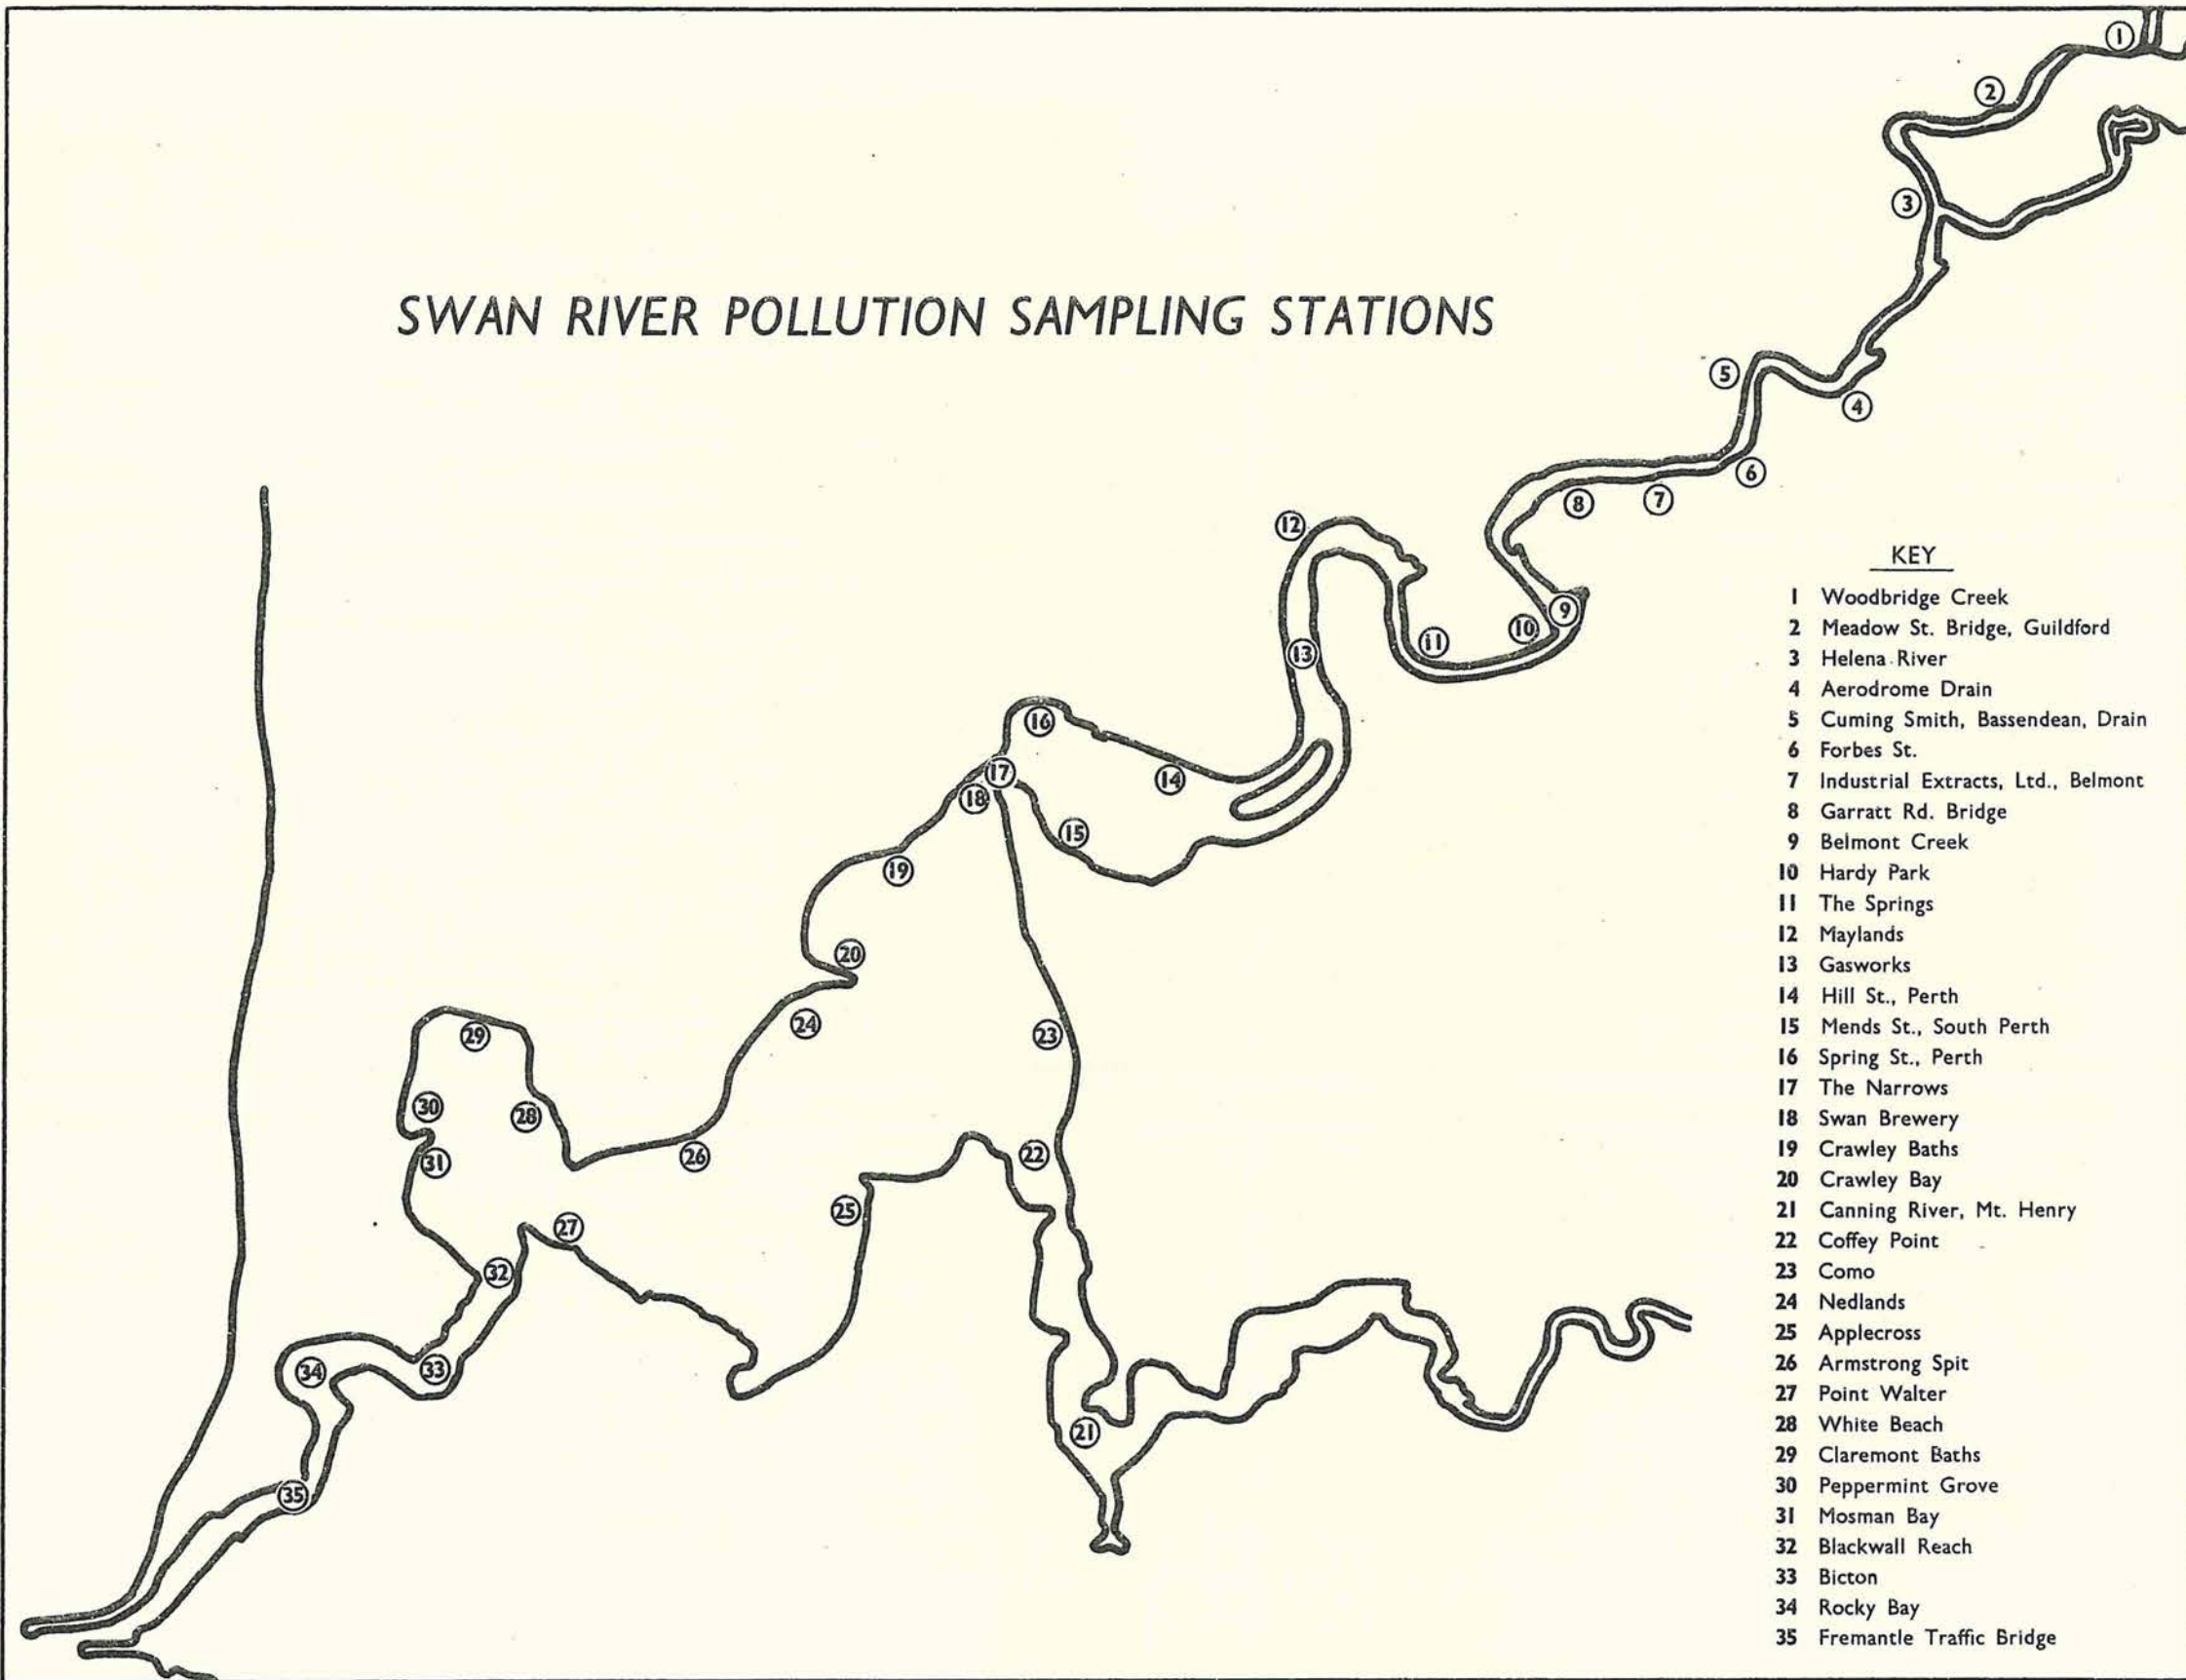 1
2
3
SWAN RIVER POLLUTION SAMPLING STATIONS
5
4
6
8
7
12
9
10
11
13
16
17
14
18
15
19
20
24
29
23
30
28
22
26
31
25
27
32
33
34
21
35
KEY
1 Woodbridge Creek
2 Meadow St. Bridge, Guildford
3 Helena River
4 Aerodrome Drain
5 Cuming Smith, Bassendean, Drain
6 Forbes St.
7 Industrial Extracts, Ltd., Belmont
8 Garratt Rd. Bridge
9 Belmont Creek
10 Hardy Park
11 The Springs
12 Maylands
13 Gasworks
14 Hill St., Perth
15 Mends St., South Perth
16 Spring St., Perth
17 The Narrows
18 Swan Brewery
19 Crawley Baths
20 Crawley Bay
21 Canning River, Mt. Henry
22 Coffey Point
23 Como
24 Nedlands
25 Applecross
26 Armstrong Spit
27 Point Walter
28 White Beach
29 Claremont Baths
30 Peppermint Grove
31 Mosman Bay
32 Blackwall Reach
33 Bicton
34 Rocky Bay
35 Fremantle Traffic Bridge